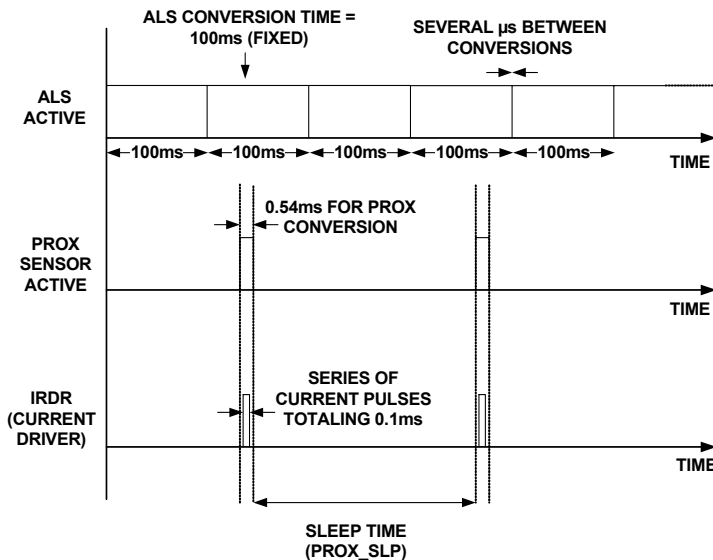 ALS CONVERSION TIME =
100ms (FIXED)
SEVERAL µs BETWEEN
CONVERSIONS
ALS
ACTIVE
100ms
100ms
100ms
100ms
100ms
TIME
0.54ms FOR PROX
CONVERSION
PROX
SENSOR
ACTIVE
TIME
SERIES OF
CURRENT PULSES
TOTALING 0.1ms
IRDR
(CURRENT
DRIVER)
TIME
SLEEP TIME
(PROX_SLP)